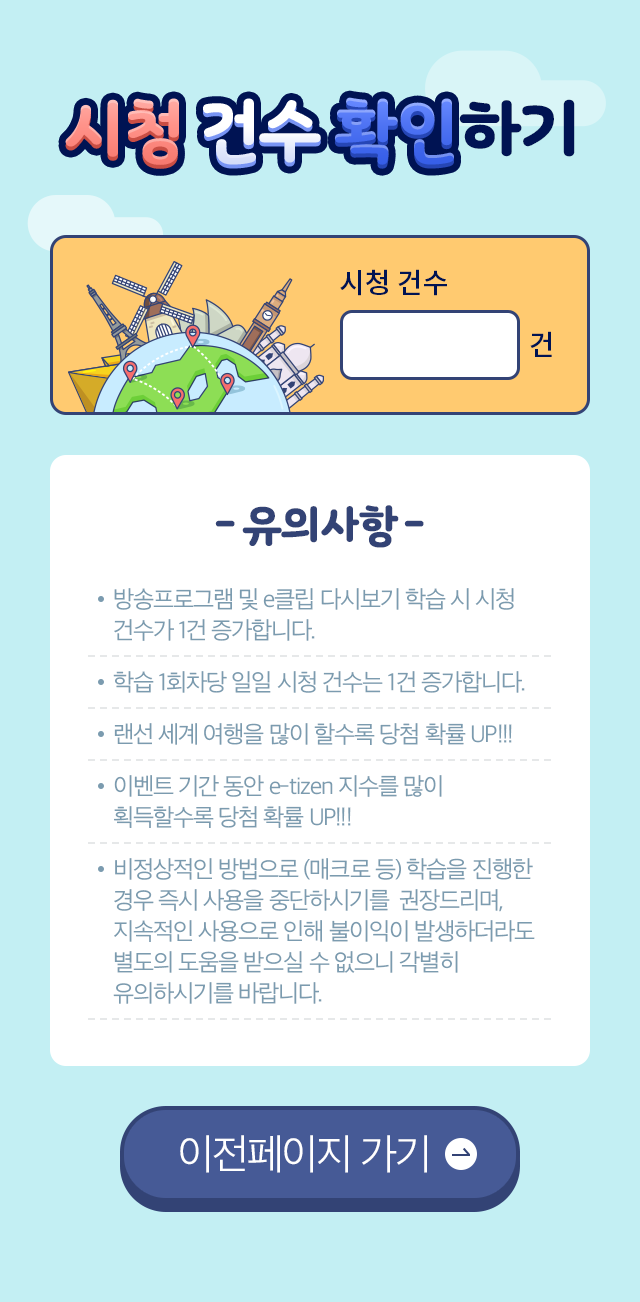 시청 건수 확인하기
시청 건수
건
- 유의사항 -
• 방송프로그램 및 e클립 다시보기 학습 시 시청
건수가 1건 증가합니다.
• 학습 1회차당 일일 시청 건수는 1건 증가합니다.
• 랜선 세계 여행을 많이 할수록 당첨 확률 UP!!!
• 이벤트 기간 동안 e-tizen 지수를 많이
획득할수록 당첨 확률 UP!!!
• 비정상적인 방법으로 (매크로 등) 학습을 진행한
경우 즉시 사용을 중단하시기를 권장드리며,
지속적인 사용으로 인해 불이익이 발생하더라도
별도의 도움을 받으실 수 없으니 각별히
유의하시기를 바랍니다.
이전페이지 가기